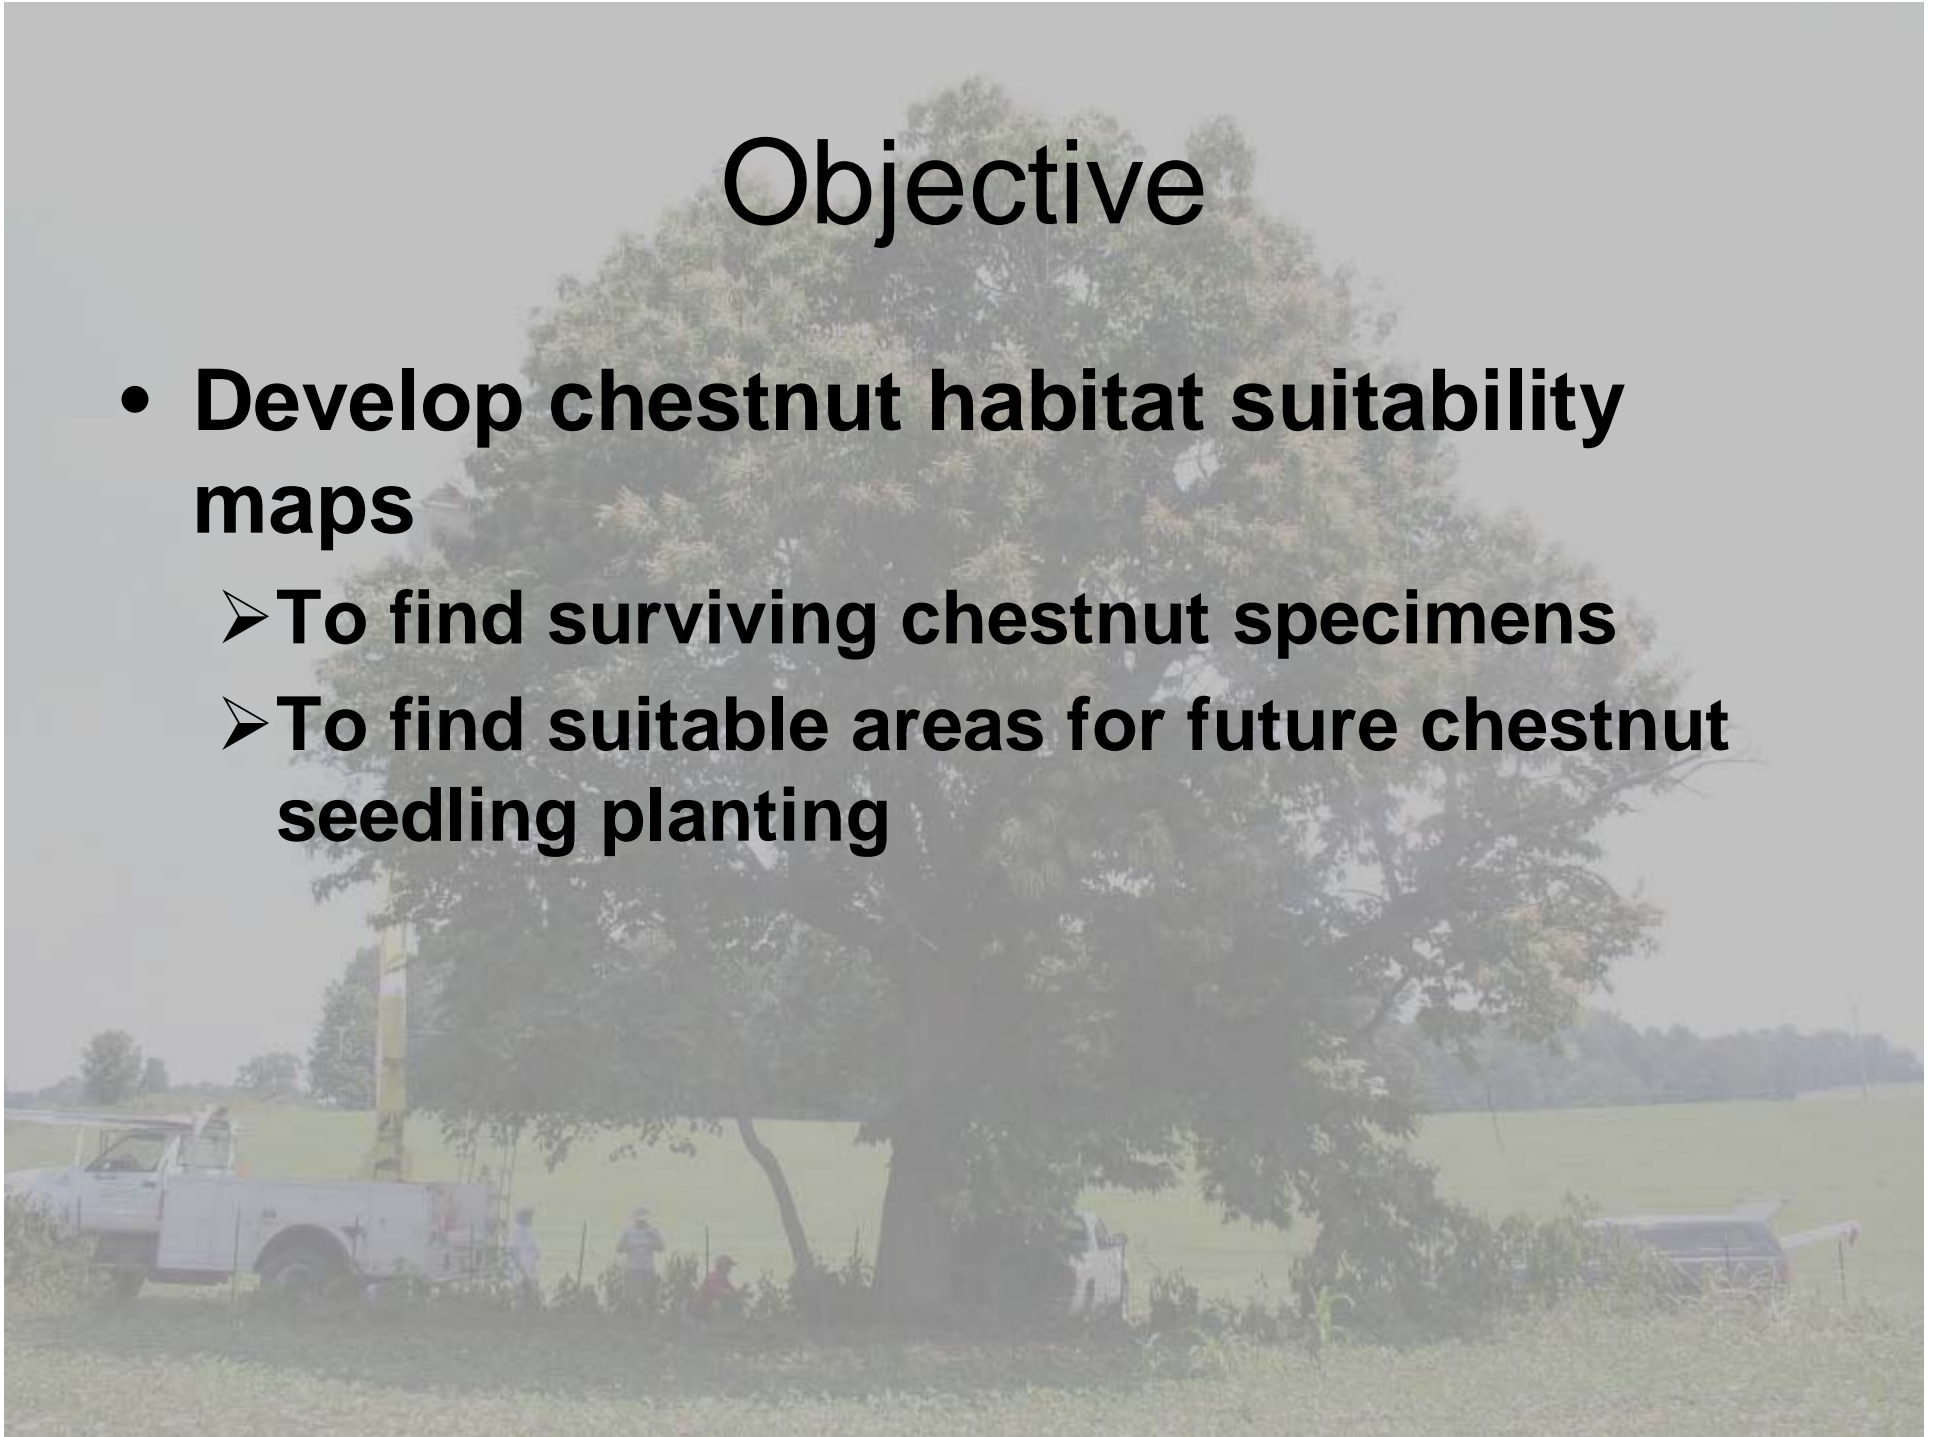 Objective
• Develop chestnut habitat suitability
maps
➢To find surviving chestnut specimens
➢To find suitable areas for future chestnut
seedling planting